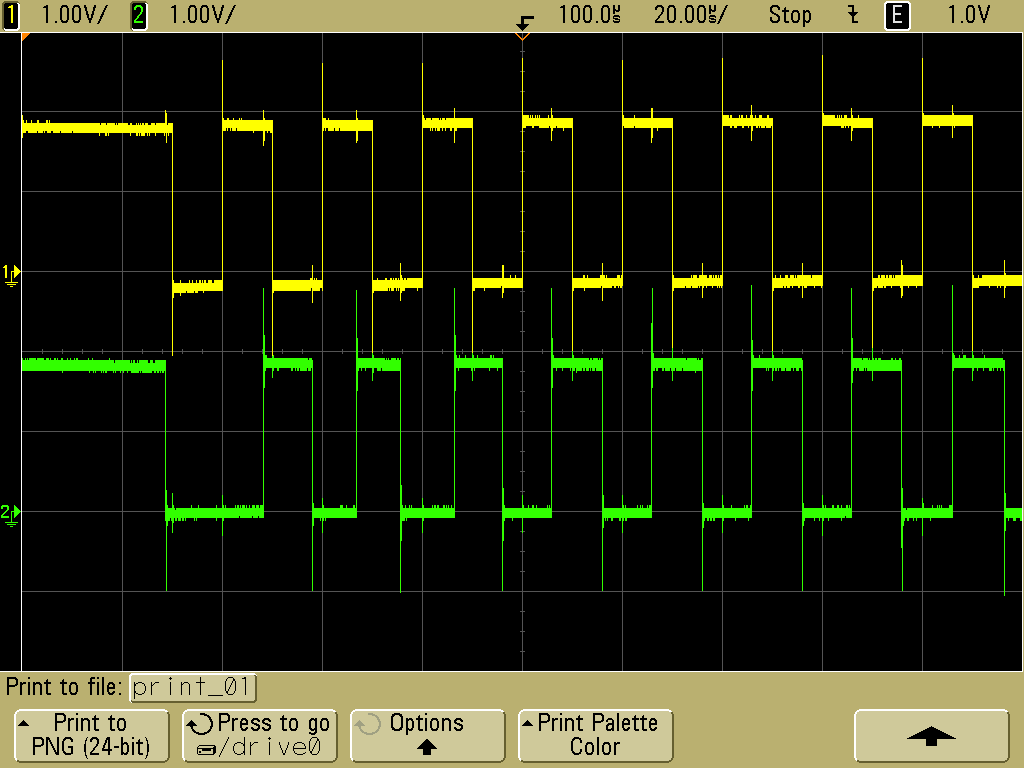 1 1.00V/ 2 1.00V/ 100.0µs 20.00µs/ Stop E 1.0V
1
2
Print to file: print_01
Print to
PNG (24-bit)
Press to go
/drive0
Options
Print Palette
Color